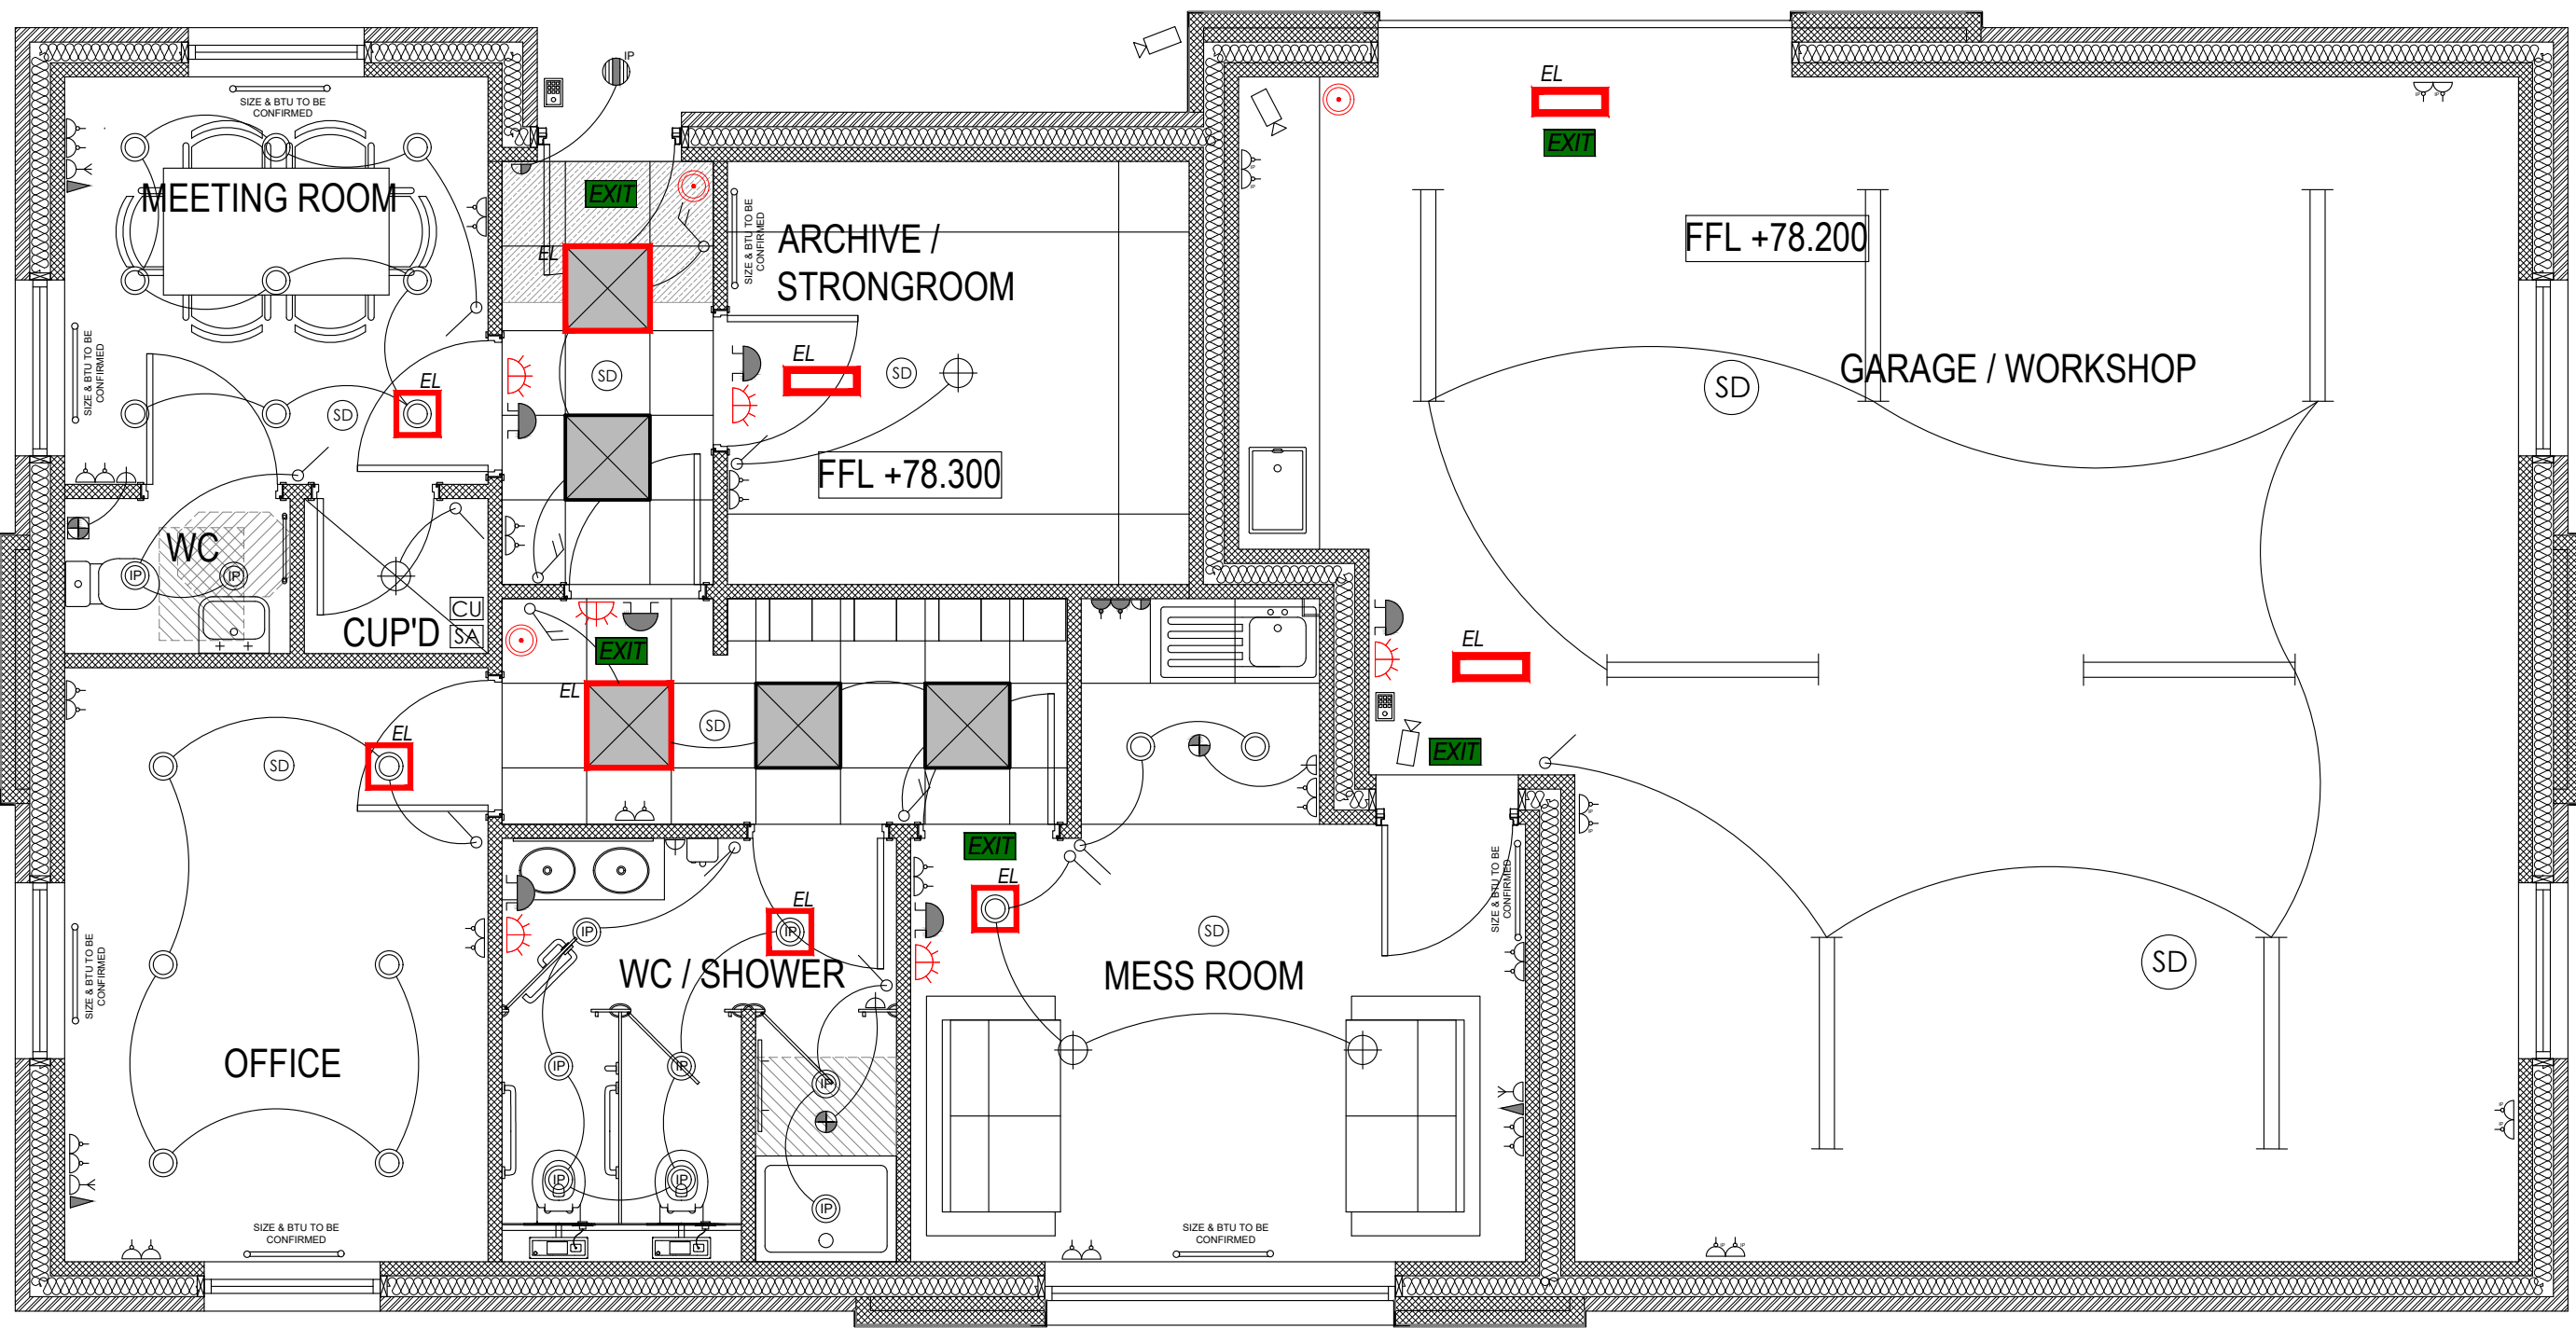 IP
EL
EXIT
SIZE & BTU TO BE
CONFIRMED
MEETING ROOM
EXIT
EL
SIZE & BTU TO BE
CONFIRMED
ARCHIVE /
STRONGROOM
FFL +78.200
SIZE & BTU TO BE
CONFIRMED
EL
SD
SD
EL
SD
SD
GARAGE / WORKSHOP
EL
SD
FFL +78.300
WC
IP
IP
CU
SA
CUP'D
EXIT
EL
EL
SD
EXIT
EL
SD
EL
SIZE & BTU TO BE
CONFIRMED
EXIT
EL
EL
IP
IP
SD
SIZE & BTU TO BE
CONFIRMED
WC / SHOWER
MESS ROOM
SD
OFFICE
IP
IP
IP
IP
IP
IP
SIZE & BTU TO BE
CONFIRMED
SIZE & BTU TO BE
CONFIRMED